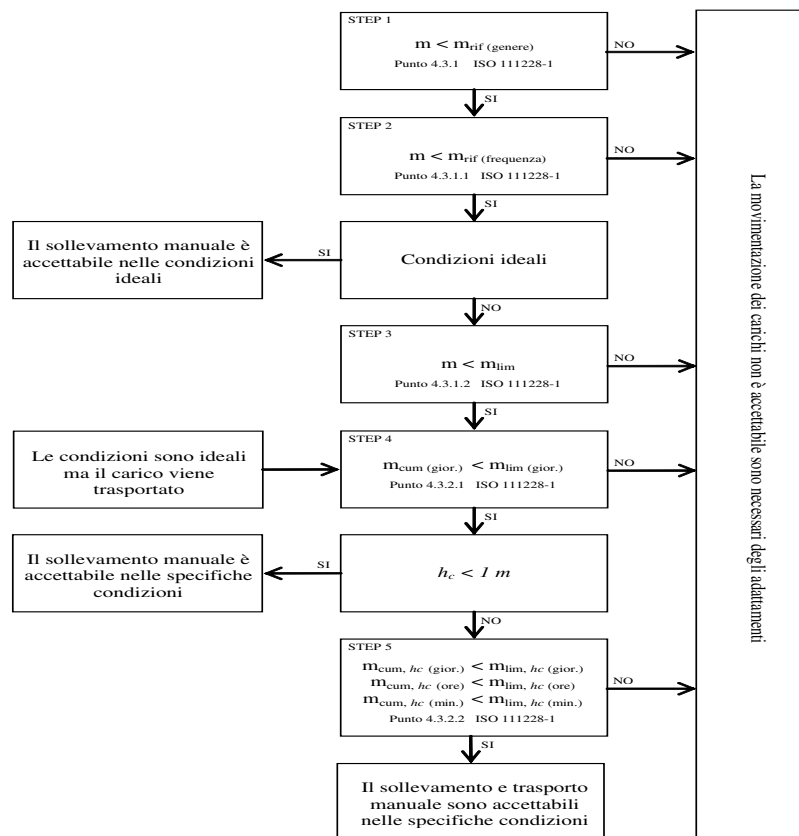 STEP 1
m < mrif (genere)
Punto 4.3.1 ISO 111228-1
NO
SI
STEP 2
m < mrif (frequenza)
Punto 4.3.1.1 ISO 111228-1
NO
SI
Il sollevamento manuale è
accettabile nelle condizioni
ideali
SI
Condizioni ideali
NO
STEP 3
m < mlim
Punto 4.3.1.2 ISO 111228-1
NO
SI
Le condizioni sono ideali
ma il carico viene
trasportato
STEP 4
mcum (gior.) < mlim (gior.)
Punto 4.3.2.1 ISO 111228-1
NO
SI
Il sollevamento manuale è
accettabile nelle specifiche
condizioni
SI
hc < 1 m
NO
STEP 5
mcum, hc (gior.) < mlim, hc (gior.)
mcum, hc (ore) < mlim, hc (ore)
mcum, hc (min.) < mlim, hc (min.)
Punto 4.3.2.2 ISO 111228-1
NO
SI
Il sollevamento e trasporto
manuale sono accettabili
nelle specifiche condizioni
La movimentazione dei carichi non è accettabile sono necessari degli adattamenti